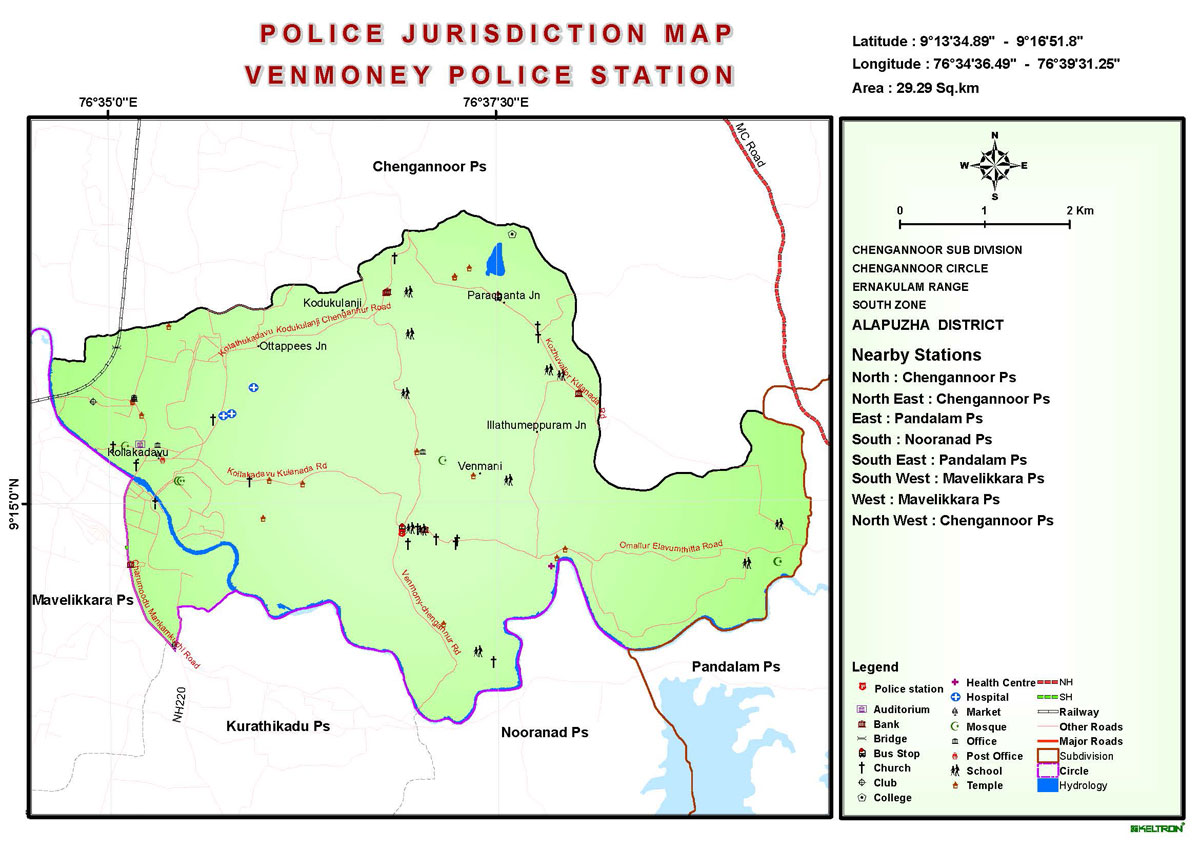 POLICE JURISDICTION MAP
VENMONEY POLICE STATION
Latitude : 9°13'34.89" - 9°16'51.8"
Longitude : 76°34'36.49" - 76°39'31.25"
Area : 29.29 Sq.km
76°35'0"E
76°37'30"E
9°15'0"N
MC Road
Chengannoor Ps
Parachanta Jn
Kodukulanji
Kolathukadavu Kodukulanji Chengannur Road
Ottappees Jn
Kozhuvallor Kulanada Rd
Illathumeppuram Jn
Kollakadavu
Kollakadavu Kulanada Rd
Venmani
Omallur Elavumthitta Road
Venmony-chengannur Rd
Mavelikkara Ps
Road
NH220
Kurathikadu Ps
Nooranad Ps
Pandalam Ps
N
W E
S
0 1 2 Km
CHENGANNOOR SUB DIVISION
CHENGANNOOR CIRCLE
ERNAKULAM RANGE
SOUTH ZONE
ALAPUZHA DISTRICT
Nearby Stations
North : Chengannoor Ps
North East : Chengannoor Ps
East : Pandalam Ps
South : Nooranad Ps
South East : Pandalam Ps
South West : Mavelikkara Ps
West : Mavelikkara Ps
North West : Chengannoor Ps
Legend
Police station
Auditorium
Bank
Bridge
Bus Stop
Church
Club
College
Health Centre
Hospital
Market
Mosque
Office
Post Office
School
Temple
NH
SH
Railway
Other Roads
Major Roads
Subdivision
Circle
Hydrology
KELTRON